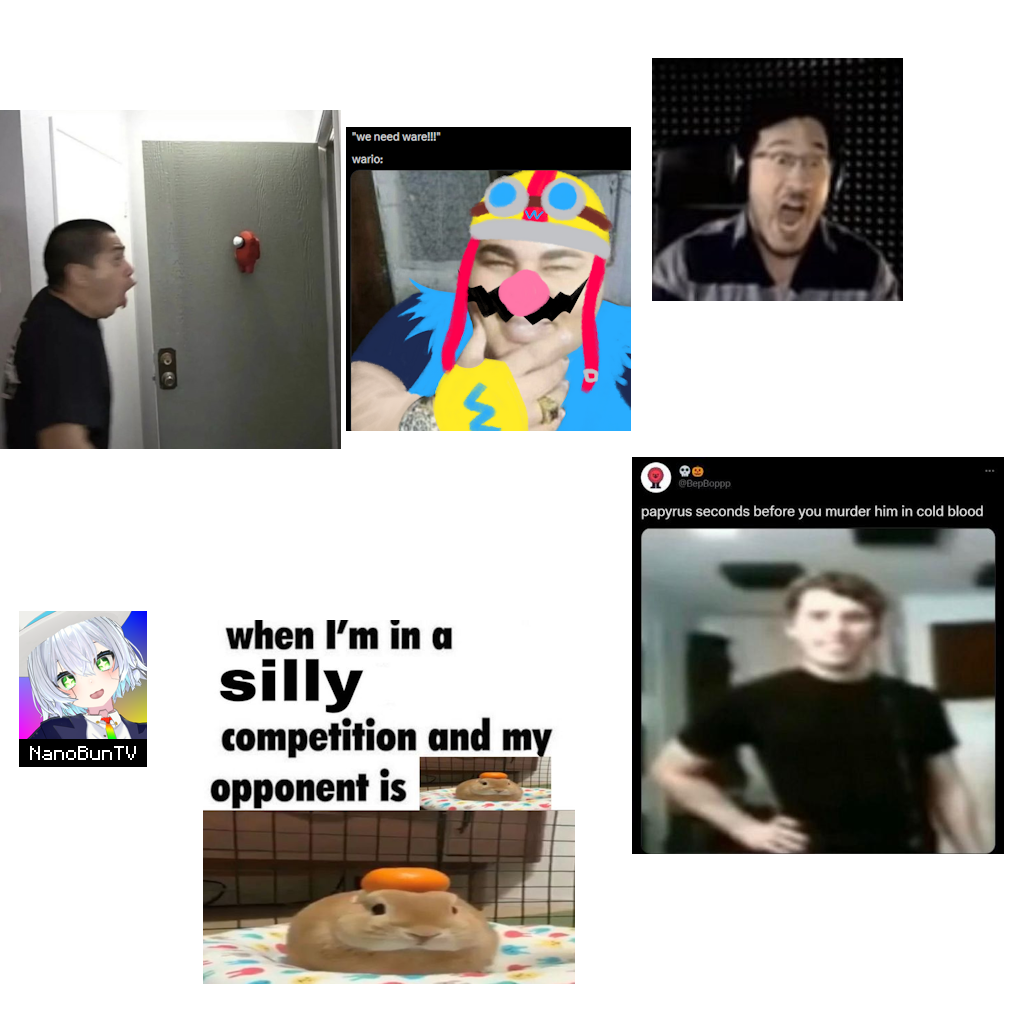 "we need ware!!!"
wario:
W
💀🎃
@BepBoppp
papyrus seconds before you murder him in cold blood
NanoBunTV
when I'm in a
silly
competition and my
opponent is